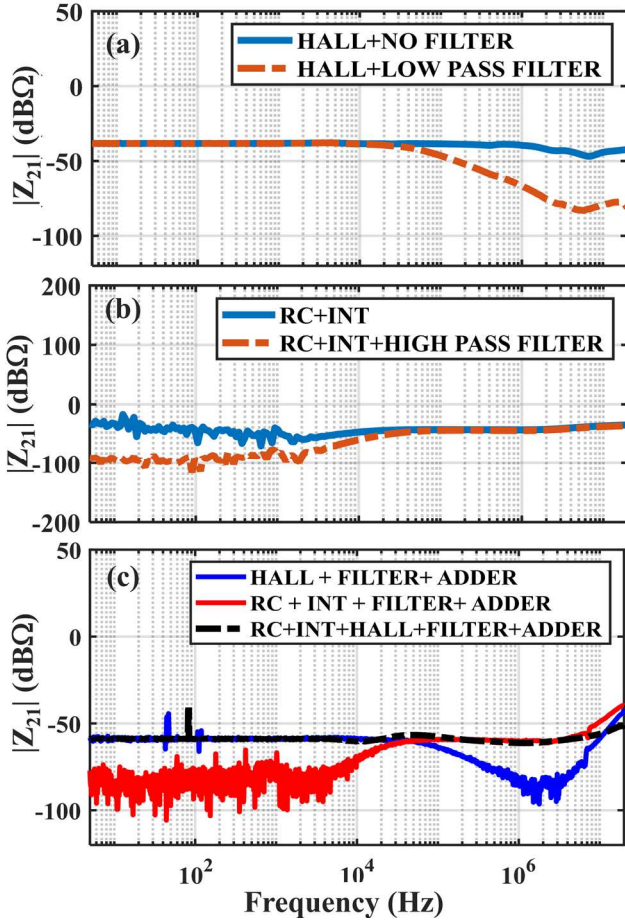 50
(a)
HALL+NO FILTER
HALL+LOW PASS FILTER
0
-50
-100
|Z21| (dBΩ)
200
(b)
RC+INT
RC+INT+HIGH PASS FILTER
100
0
-100
-200
|Z21| (dBΩ)
50
(c)
HALL + FILTER+ ADDER
RC + INT + FILTER+ ADDER
RC+INT+HALL+FILTER+ADDER
0
-50
-100
|Z21| (dBΩ)
10^2 10^4 10^6
Frequency (Hz)